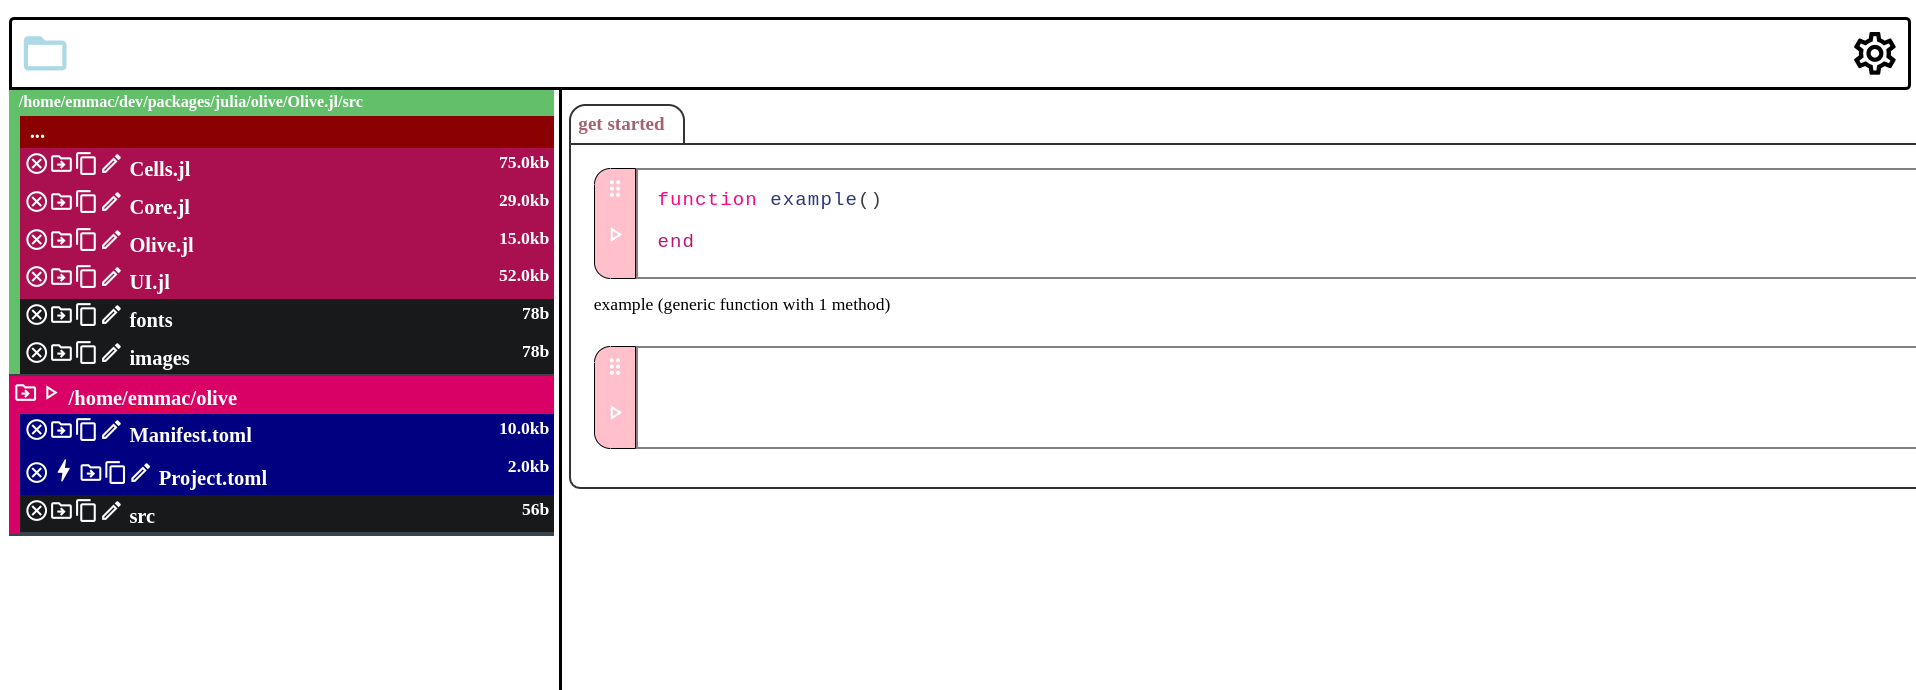 /home/emmac/dev/packages/julia/olive/Olive.jl/src
...
Cells.jl 75.0kb
Core.jl 29.0kb
Olive.jl 15.0kb
UI.jl 52.0kb
fonts 78b
images 78b
/home/emmac/olive
Manifest.toml 10.0kb
Project.toml 2.0kb
src 56b
get started
function example()
end
example (generic function with 1 method)